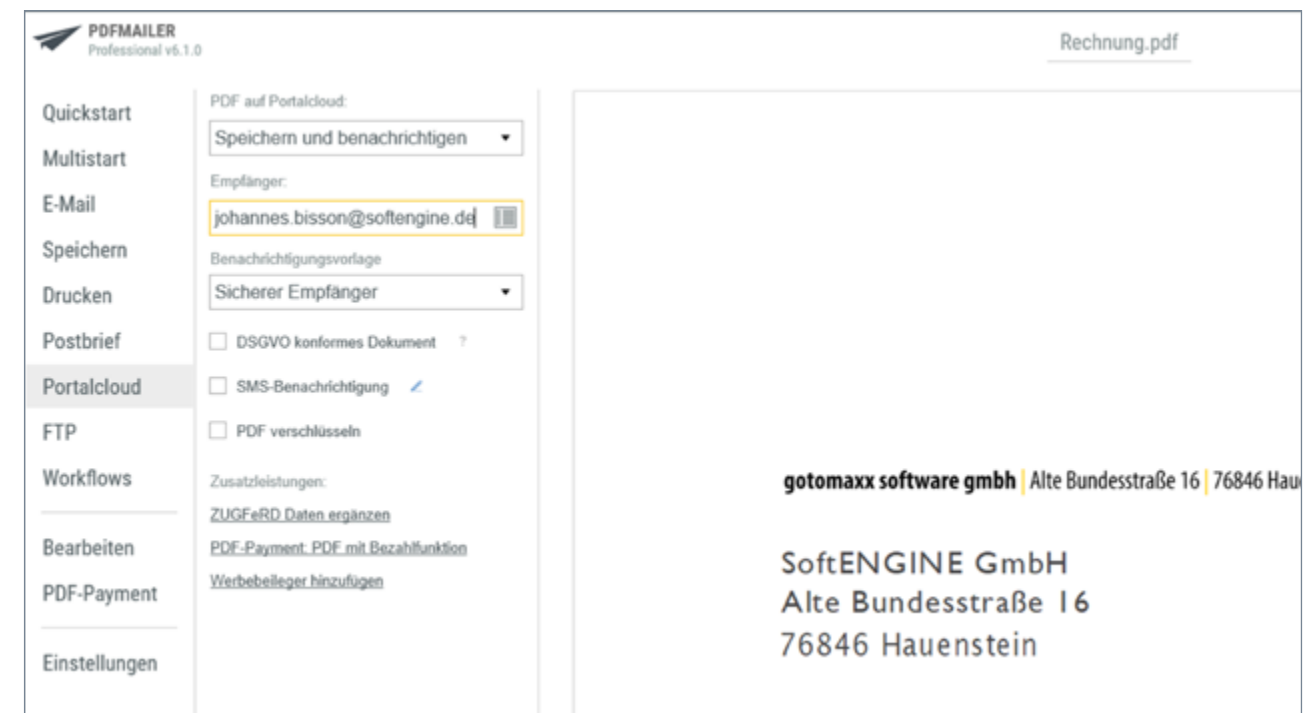 PDFMAILER
Professional v6.1.0
Rechnung.pdf
Quickstart
Multistart
E-Mail
Speichern
Drucken
Postbrief
Portalcloud
FTP
Workflows
Bearbeiten
PDF-Payment
Einstellungen
PDF auf Portalcloud:
Speichern und benachrichtigen
Empfänger:
johannes.bisson@softengine.de
Benachrichtigungsvorlage
Sicherer Empfänger
DSGVO konformes Dokument ?
SMS-Benachrichtigung
PDF verschlüsseln
Zusatzleistungen:
ZUGFeRD Daten ergänzen
PDF-Payment: PDF mit Bezahlfunktion
Werbebeileger hinzufügen
gotomaxx software gmbh | Alte Bundesstraße 16 | 76846 Hau
SoftENGINE GmbH
Alte Bundesstraße 16
76846 Hauenstein